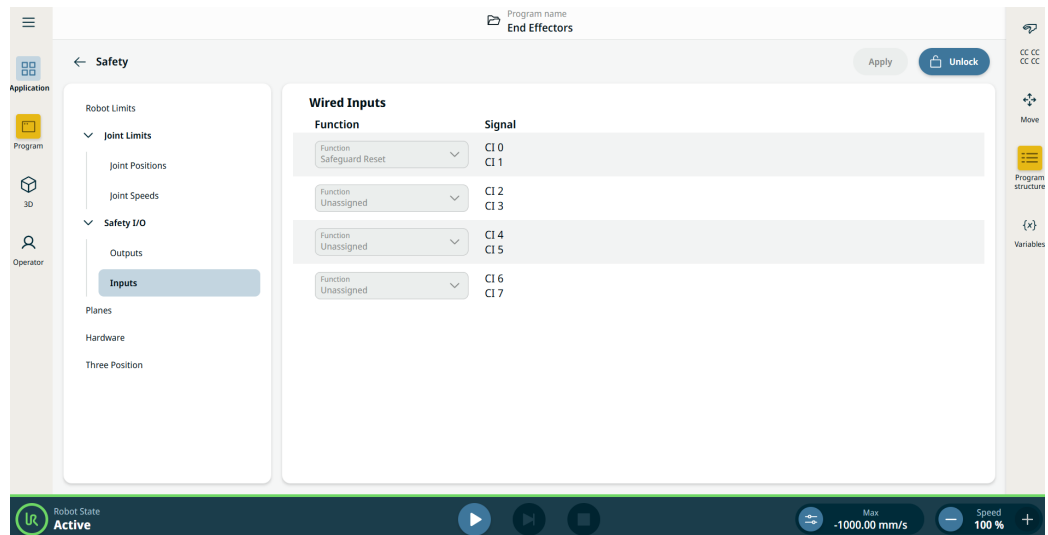 Program name
End Effectors
Safety
Apply
Unlock
CC CC
CC CC
Application
Program
3D
Operator
Robot Limits
Joint Limits
Joint Positions
Joint Speeds
Safety I/O
Outputs
Inputs
Planes
Hardware
Three Position
Wired Inputs
Function
Signal
Function
Safeguard Reset
CI 0
CI 1
Function
Unassigned
CI 2
CI 3
Function
Unassigned
CI 4
CI 5
Function
Unassigned
CI 6
CI 7
Move
Program
structure
{x}
Variables
UR
Robot State
Active
Max
-1000.00 mm/s
Speed
100 %